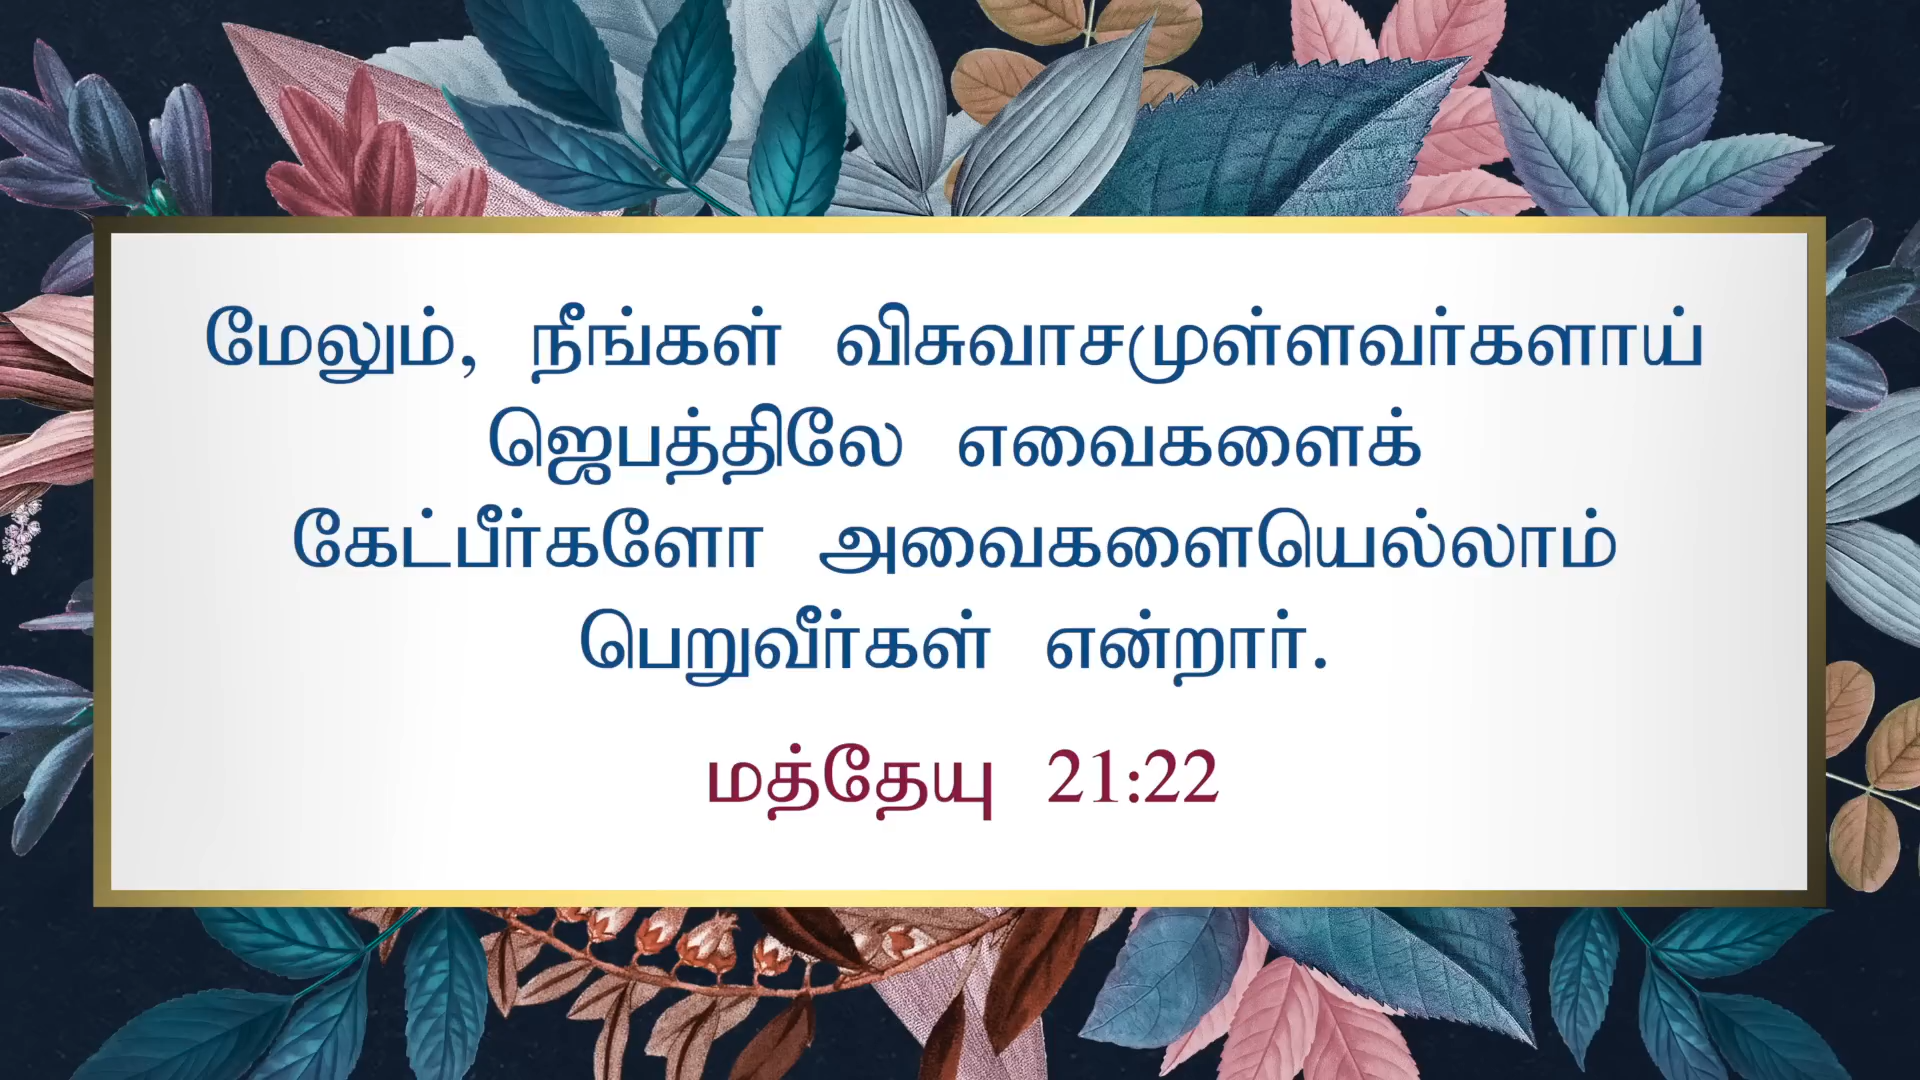 மேலும், நீங்கள் விசுவாசமுள்ளவர்களாய்
ஜெபத்திலே எவைகளைக்
கேட்பீர்களோ அவைகளையெல்லாம்
பெறுவீர்கள் என்றார்.
மத்தேயு 21:22